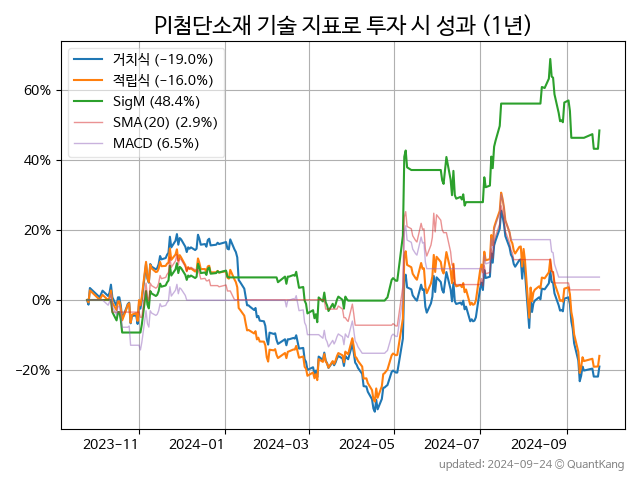 PI첨단소재 기술 지표로 투자 시 성과 (1년)
거치식 (-19.0%)
적립식 (-16.0%)
SigM (48.4%)
SMA(20) (2.9%)
MACD (6.5%)
60%
40%
20%
0%
-20%
2023-11
2024-01
2024-03
2024-05
2024-07
2024-09
updated: 2024-09-24 © QuantKang